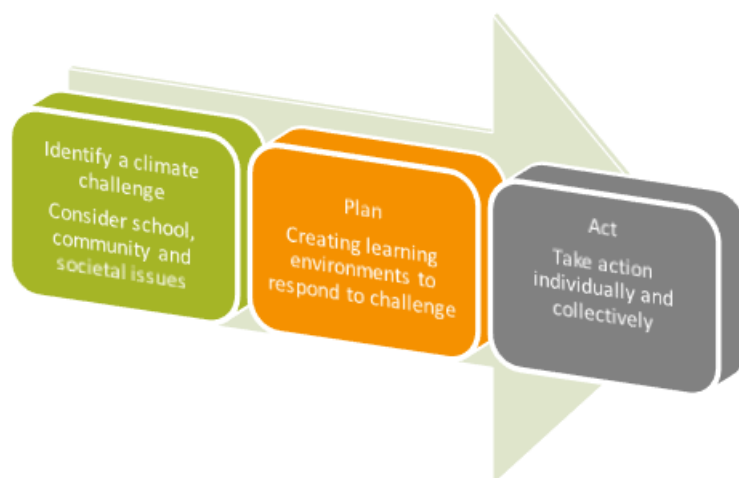 Identify a climate
challenge
Consider school,
community and
societal issues
Plan
Creating learning
environments to
respond to challenge
Act
Take action
individually and
collectively